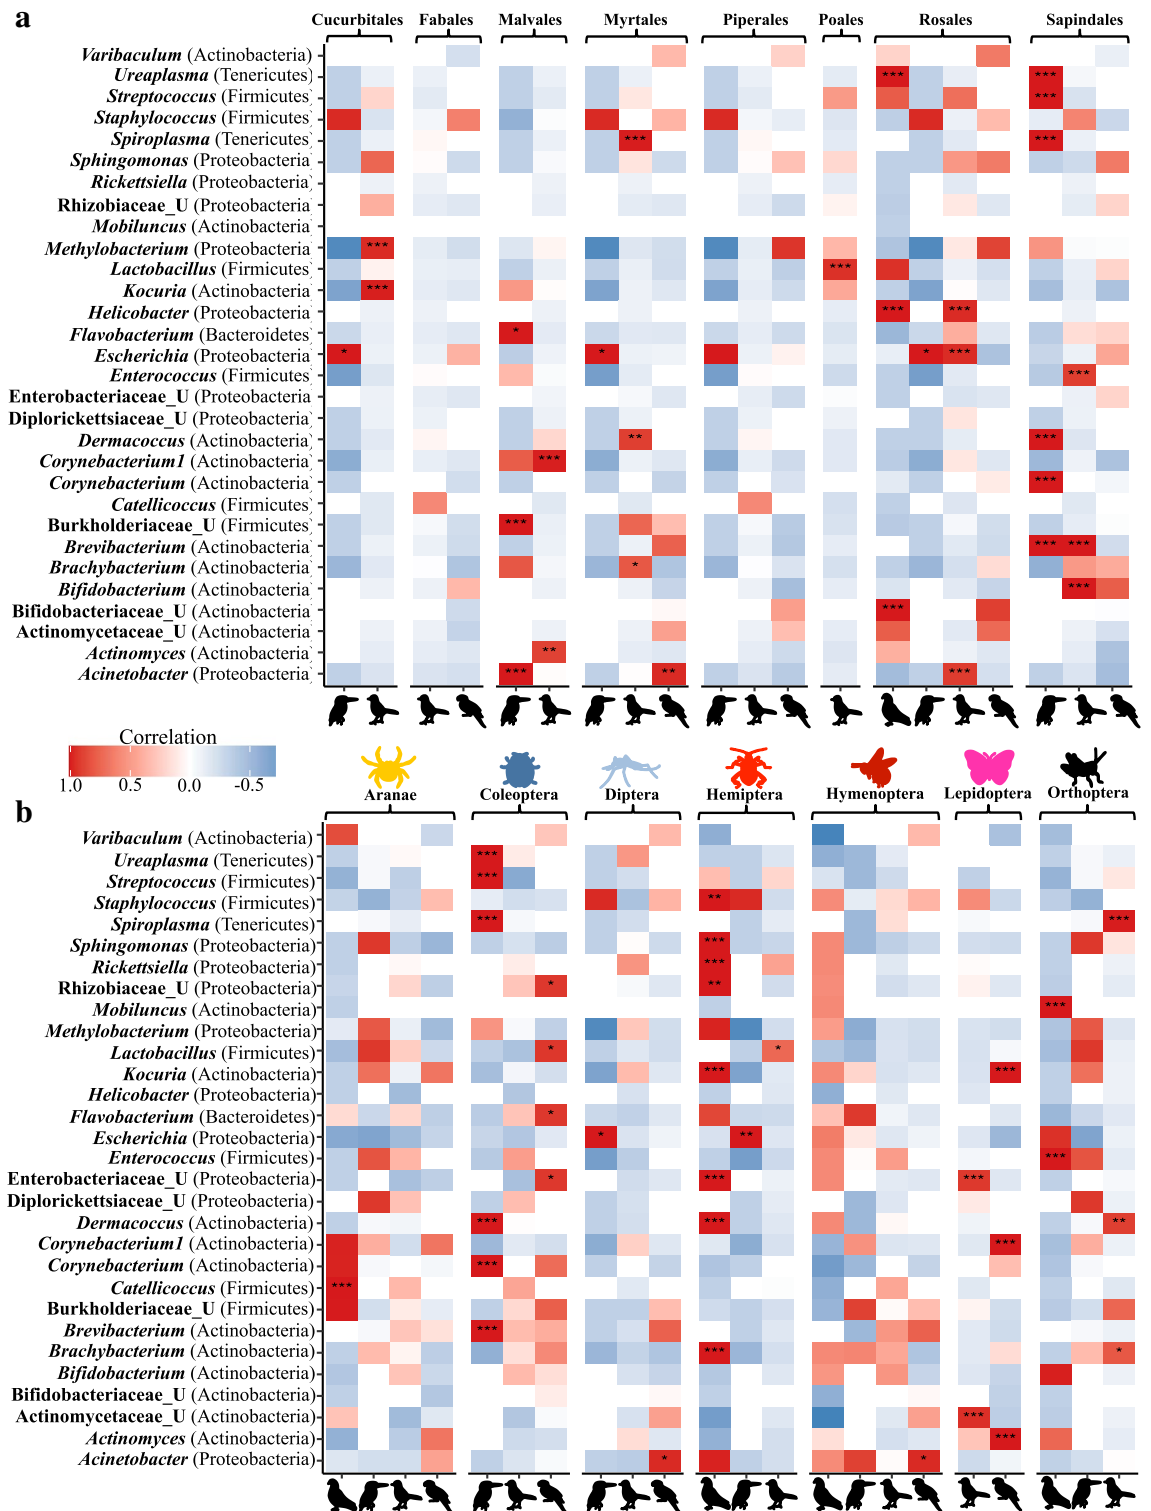 a
Cucurbitales Fabales Malvales Myrtales Piperales Poales Rosales Sapindales
Varibaculum (Actinobacteria)
Ureaplasma (Tenericutes) *** ***
Streptococcus (Firmicutes) ***
Staphylococcus (Firmicutes)
Spiroplasma (Tenericutes) *** ***
Sphingomonas (Proteobacteria
Rickettsiella (Proteobacteria)
Rhizobiaceae_U (Proteobacteria
Mobiluncus (Actinobacteria)
Methylobacterium (Proteobacteria) ***
Lactobacillus (Firmicutes) ***
Kocuria (Actinobacteria ***
Helicobacter (Proteobacteria) *** ***
Flavobacterium (Bacteroidetes) *
Escherichia (Proteobacteria * * * ***
Enterococcus (Firmicutes) ***
Enterobacteriaceae_U (Proteobacteria
Diplorickettsiaceae_U (Proteobacteria)
Dermacoccus (Actinobacteria) ** ***
Corynebacterium1 (Actinobacteria) ***
Corynebacterium (Actinobacteria) ***
Catellicoccus (Firmicutes)
Burkholderiaceae_U (Firmicutes) ***
Brevibacterium (Actinobacteria) *** ***
Brachybacterium (Actinobacteria) *
Bifidobacterium (Actinobacteria) ***
Bifidobacteriaceae_U (Actinobacteria ***
Actinomycetaceae_U (Actinobacteria
Actinomyces (Actinobacteria) **
Acinetobacter (Proteobacteria) *** ** ***
Correlation
1.0 0.5 0.0 -0.5
b
Aranae Coleoptera Diptera Hemiptera Hymenoptera Lepidoptera Orthoptera
Varibaculum (Actinobacteria)
Ureaplasma (Tenericutes) ***
Streptococcus (Firmicutes) ***
Staphylococcus (Firmicutes) **
Spiroplasma (Tenericutes) *** ***
Sphingomonas (Proteobacteria) ***
Rickettsiella (Proteobacteria) ***
Rhizobiaceae_U (Proteobacteria) * **
Mobiluncus (Actinobacteria) ***
Methylobacterium (Proteobacteria)
Lactobacillus (Firmicutes) * *
Kocuria (Actinobacteria) *** ***
Helicobacter (Proteobacteria)
Flavobacterium (Bacteroidetes) *
Escherichia (Proteobacteria) * **
Enterococcus (Firmicutes) ***
Enterobacteriaceae_U (Proteobacteria) * *** ***
Diplorickettsiaceae_U (Proteobacteria)
Dermacoccus (Actinobacteria) *** *** **
Corynebacterium1 (Actinobacteria) ***
Corynebacterium (Actinobacteria) ***
Catellicoccus (Firmicutes) ***
Burkholderiaceae_U (Firmicutes)
Brevibacterium (Actinobacteria) ***
Brachybacterium (Actinobacteria) *** *
Bifidobacterium (Actinobacteria)
Bifidobacteriaceae_U (Actinobacteria)
Actinomycetaceae_U (Actinobacteria) ***
Actinomyces (Actinobacteria) ***
Acinetobacter (Proteobacteria) * *